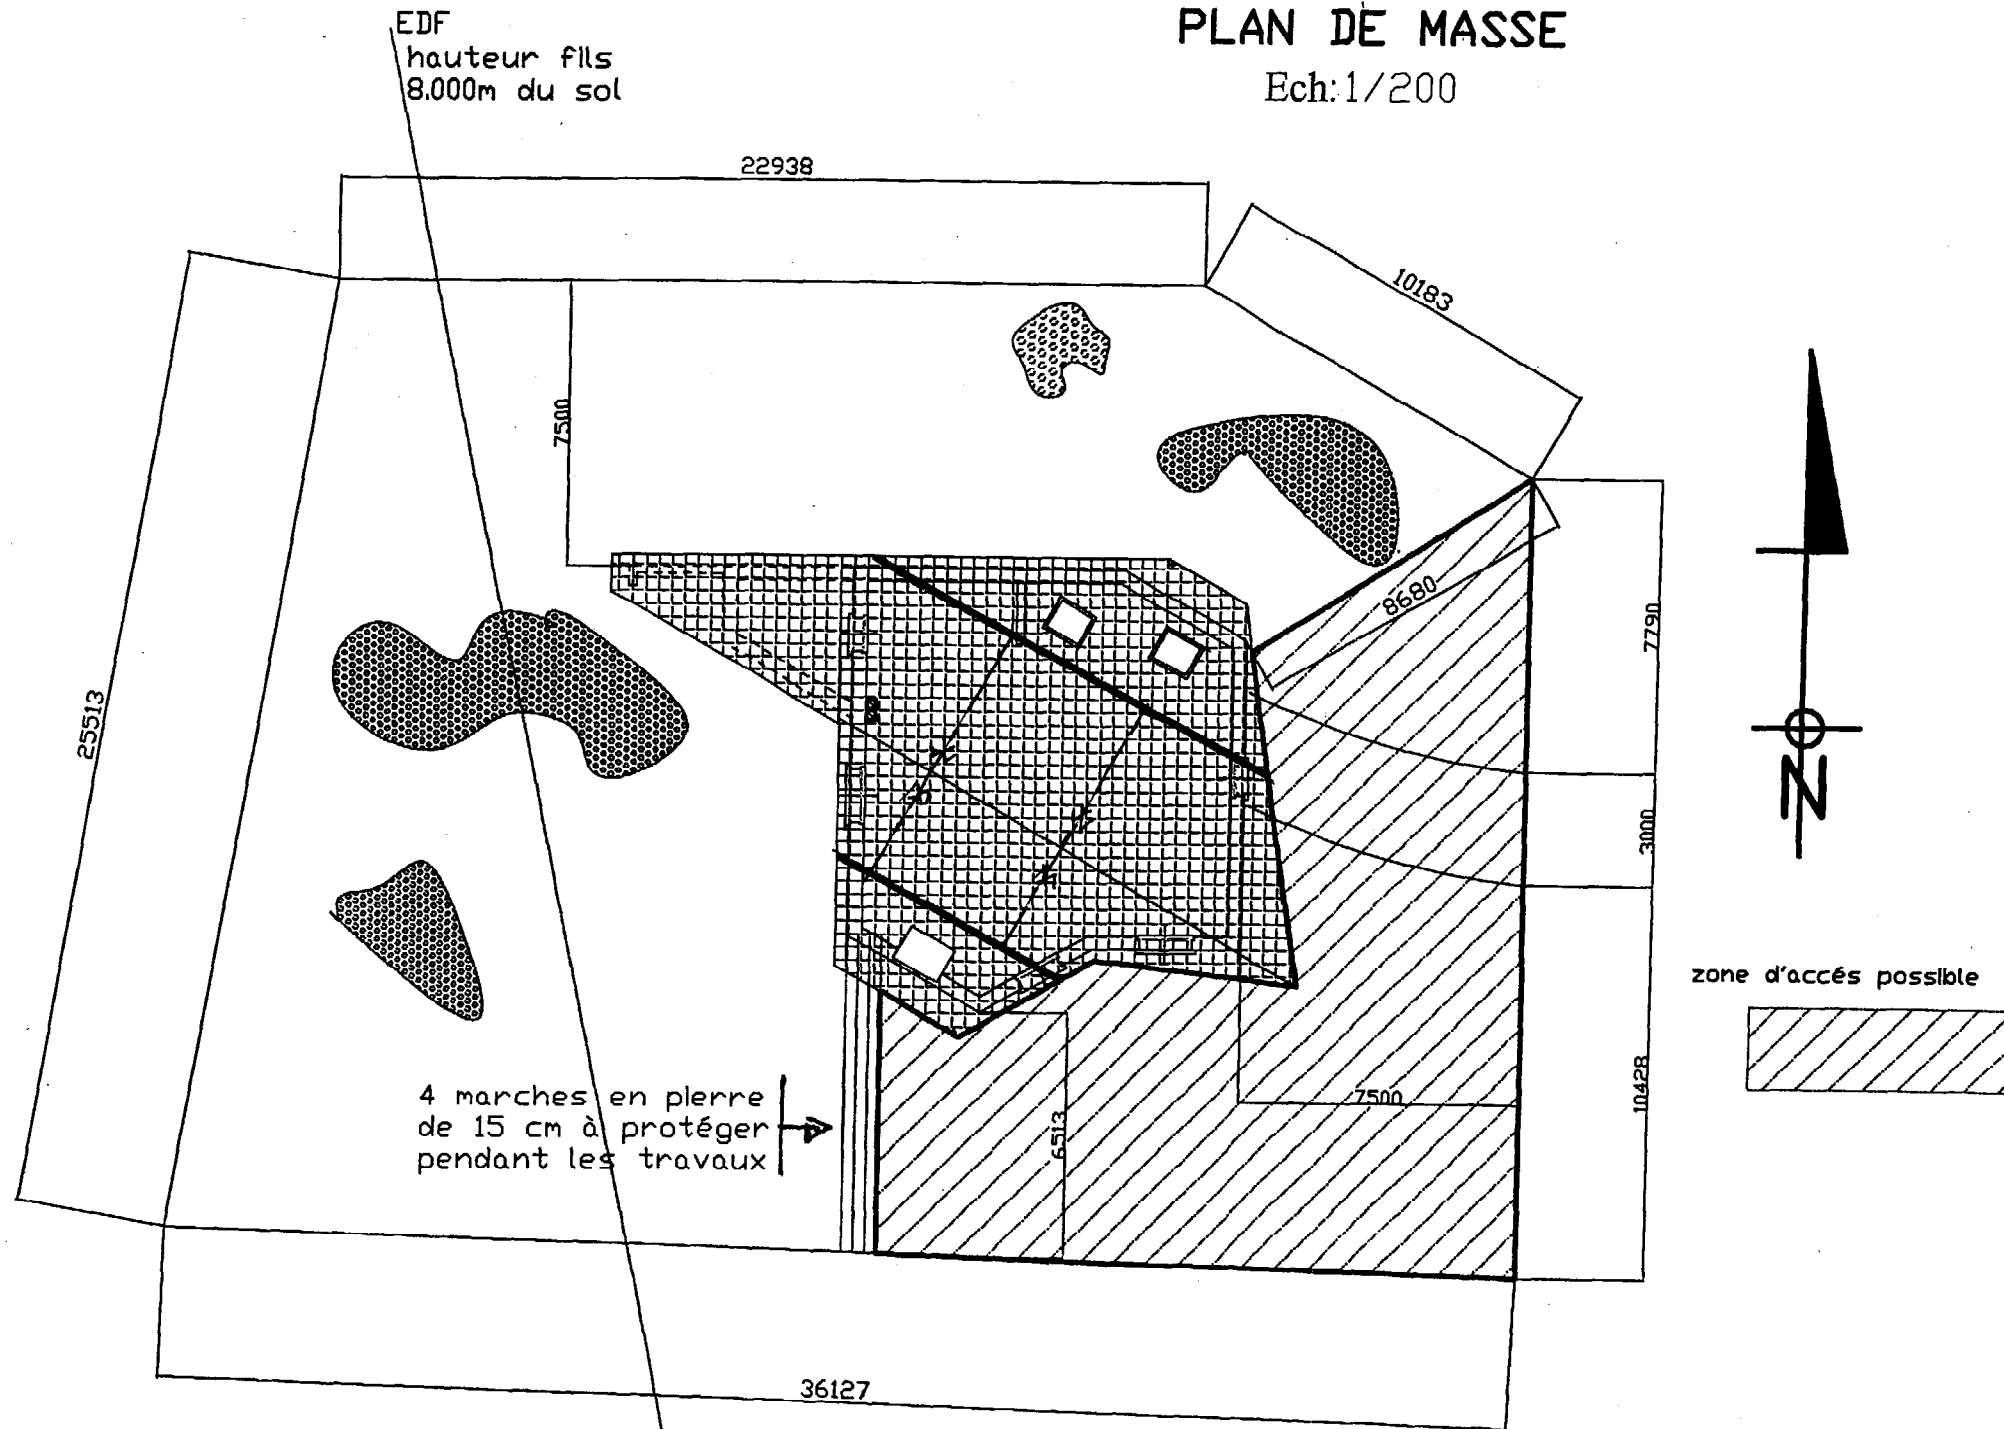 PLAN DE MASSE
Ech:1/200
EDF
hauteur fils
8.000m du sol
22938
10183
7500
8680
7790
25513
3000
N
zone d'accés possible
10428
7500
6513
4 marches en pierre
de 15 cm à protéger
pendant les travaux
36127